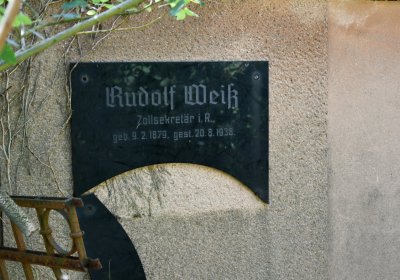 Rudolf Weiß
Zollsekretär i.R.,
geb. 9.2.1879, gest. 20.8.1938.